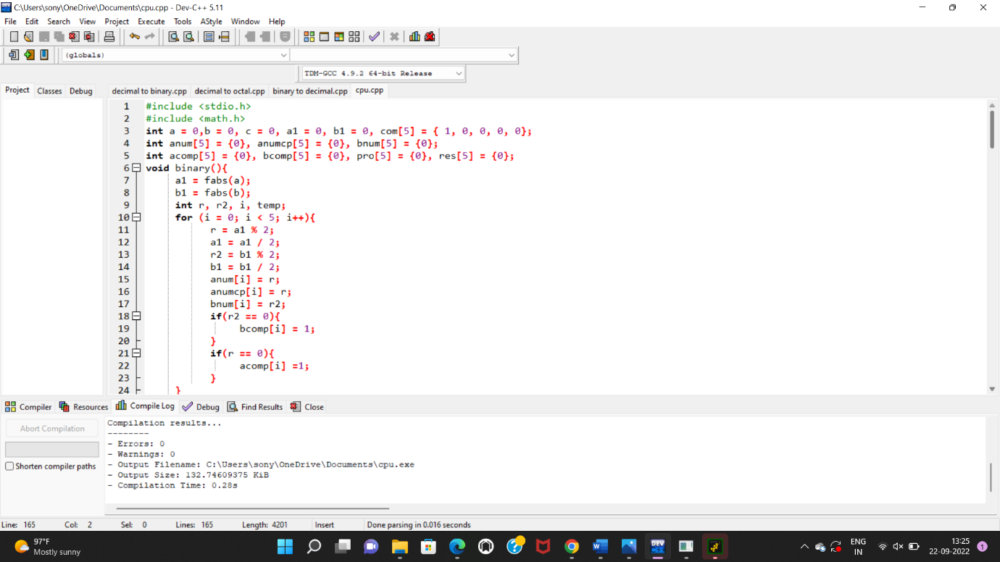 C:\Users\sony\OneDrive\Documents\cpu.cpp - Dev-C++ 5.11
File Edit Search View Project Execute Tools AStyle Window Help
(globals)
TDM-GCC 4.9.2 64-bit Release
Project Classes Debug
decimal to binary.cpp decimal to octal.cpp binary to decimal.cpp cpu.cpp
1 #include <stdio.h>
2 #include <math.h>
3 int a = 0,b = 0, c = 0, a1 = 0, b1 = 0, com[5] = { 1, 0, 0, 0, 0};
4 int anum[5] = {0}, anumcp[5] = {0}, bnum[5] = {0};
5 int acomp[5] = {0}, bcomp[5] = {0}, pro[5] = {0}, res[5] = {0};
6 void binary(){
7 a1 = fabs(a);
8 b1 = fabs(b);
9 int r, r2, i, temp;
10 for (i = 0; i < 5; i++){
11 r = a1 % 2;
12 a1 = a1 / 2;
13 r2 = b1 % 2;
14 b1 = b1 / 2;
15 anum[i] = r;
16 anumcp[i] = r;
17 bnum[i] = r2;
18 if(r2 == 0){
19 bcomp[i] = 1;
20 }
21 if(r == 0){
22 acomp[i] =1;
23 }
24 }
Compiler Resources Compile Log Debug Find Results Close
Abort Compilation
Shorten compiler paths
Compilation results...
--------
- Errors: 0
- Warnings: 0
- Output Filename: C:\Users\sony\OneDrive\Documents\cpu.exe
- Output Size: 132.74609375 KiB
- Compilation Time: 0.28s
Line: 165 Col: 2 Sel: 0 Lines: 165 Length: 4201 Insert Done parsing in 0.016 seconds
97°F
Mostly sunny
DEV
ENG
IN
13:25
22-09-2022
1